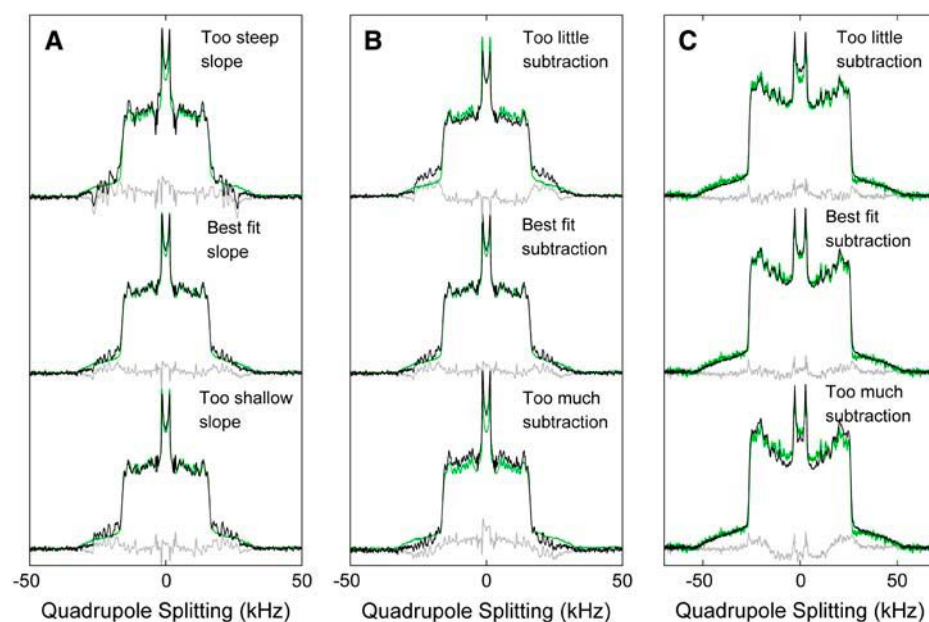 A
Too steep
slope
Best fit
slope
Too shallow
slope
-50 0 50
Quadrupole Splitting (kHz)
B
Too little
subtraction
Best fit
subtraction
Too much
subtraction
-50 0 50
Quadrupole Splitting (kHz)
C
Too little
subtraction
Best fit
subtraction
Too much
subtraction
-50 0 50
Quadrupole Splitting (kHz)